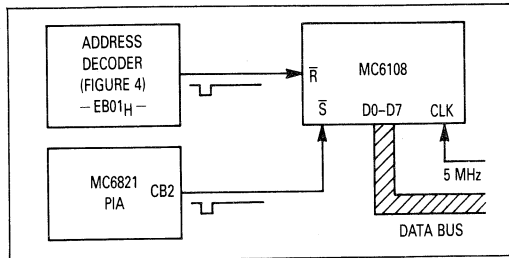 ADDRESS
DECODER
(FIGURE 4)
– EB01H –
R̅
MC6108
S̅ D0–D7 CLK
MC6821
PIA
CB2
5 MHz
DATA BUS